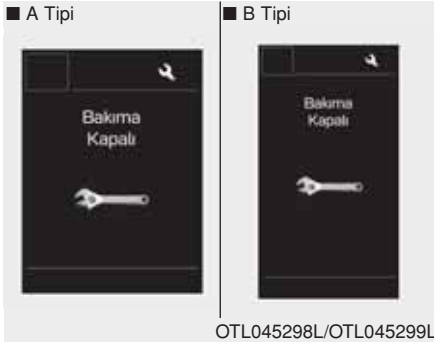 ■ A Tipi
Bakıma
Kapalı
■ B Tipi
Bakıma
Kapalı
OTL045298L/OTL045299L